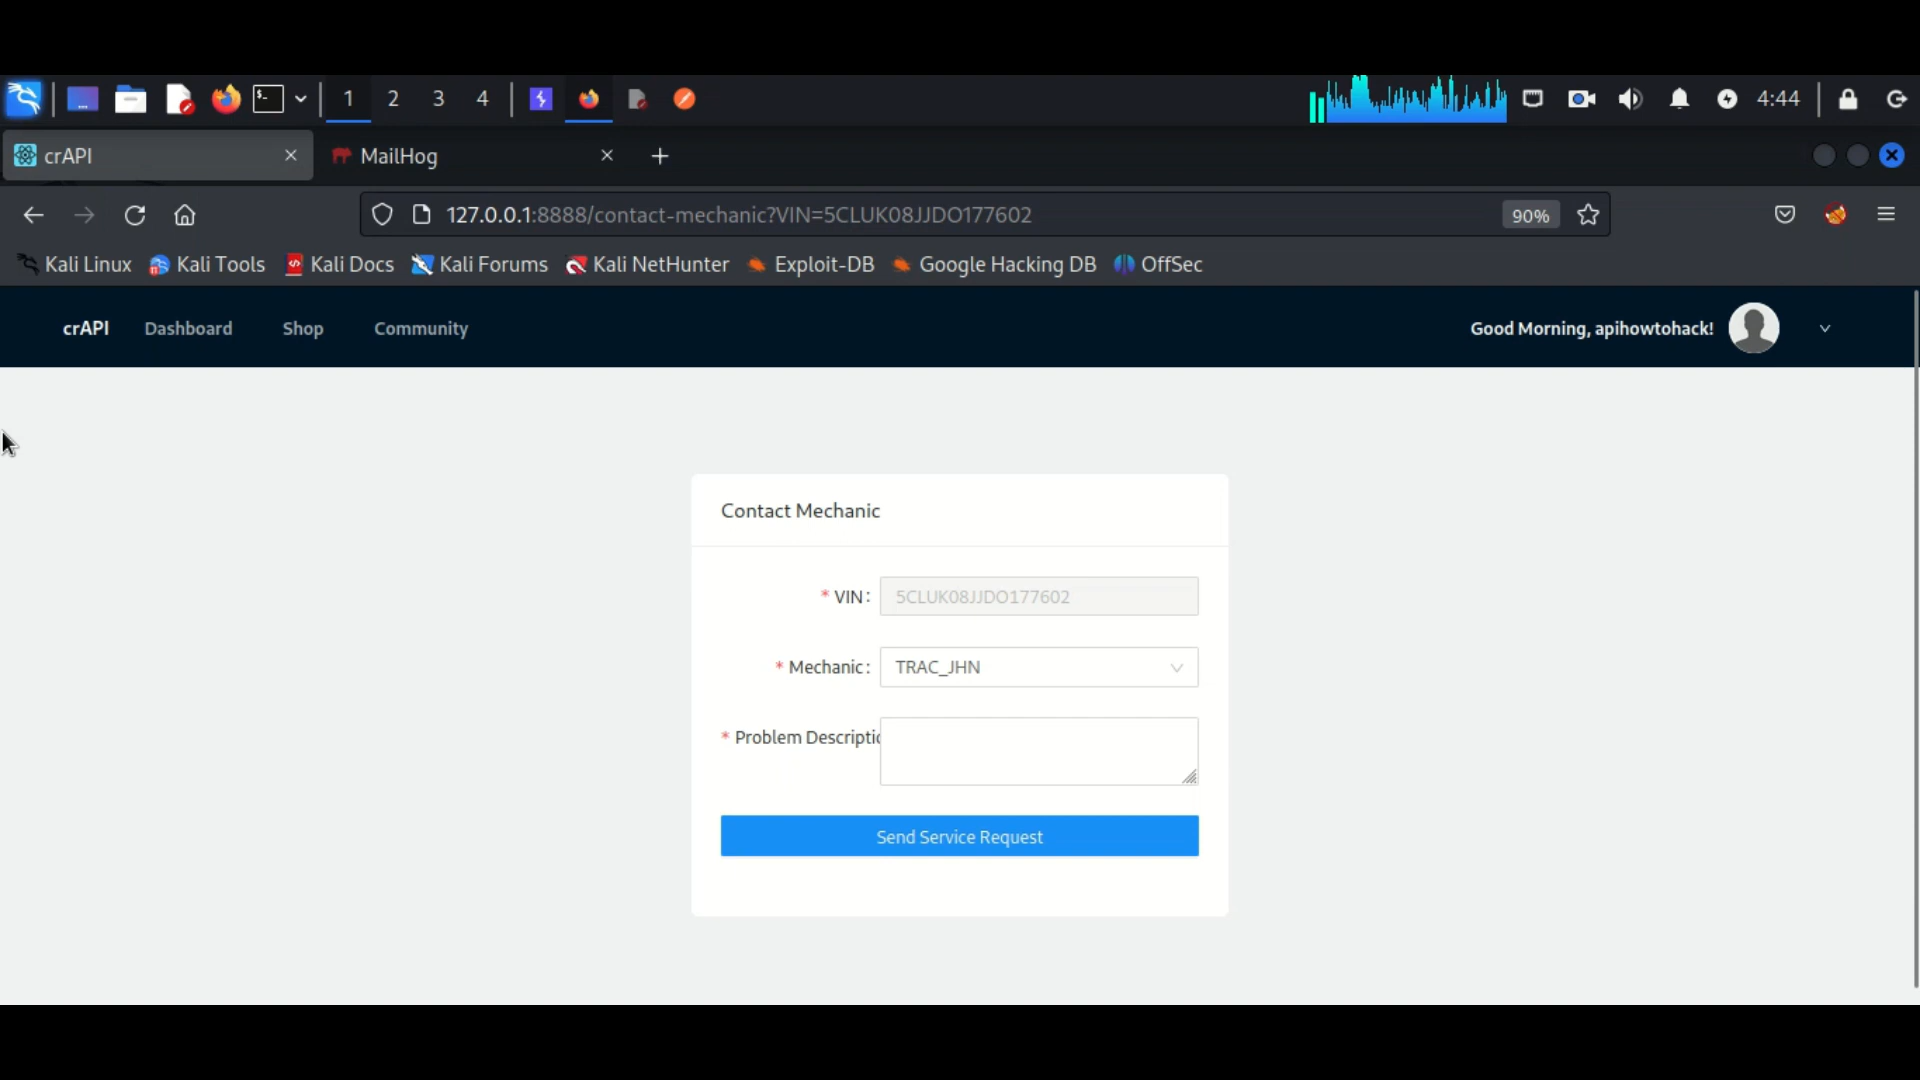 1 2 3 4 4:44
crAPI MailHog
127.0.0.1:8888/contact-mechanic?VIN=5CLUK08JJDO177602 90%
Kali Linux Kali Tools Kali Docs Kali Forums Kali NetHunter Exploit-DB Google Hacking DB OffSec
crAPI Dashboard Shop Community Good Morning, apihowtohack!
Contact Mechanic
* VIN: 5CLUK08JJDO177602
* Mechanic: TRAC_JHN
* Problem Descriptio
Send Service Request